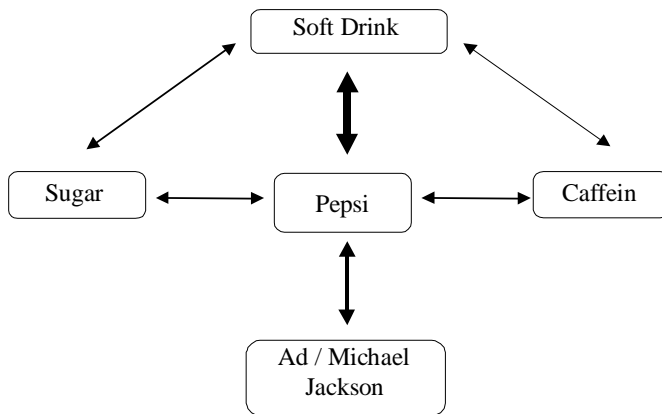 Soft Drink
Sugar
Pepsi
Caffein
Ad / Michael
Jackson